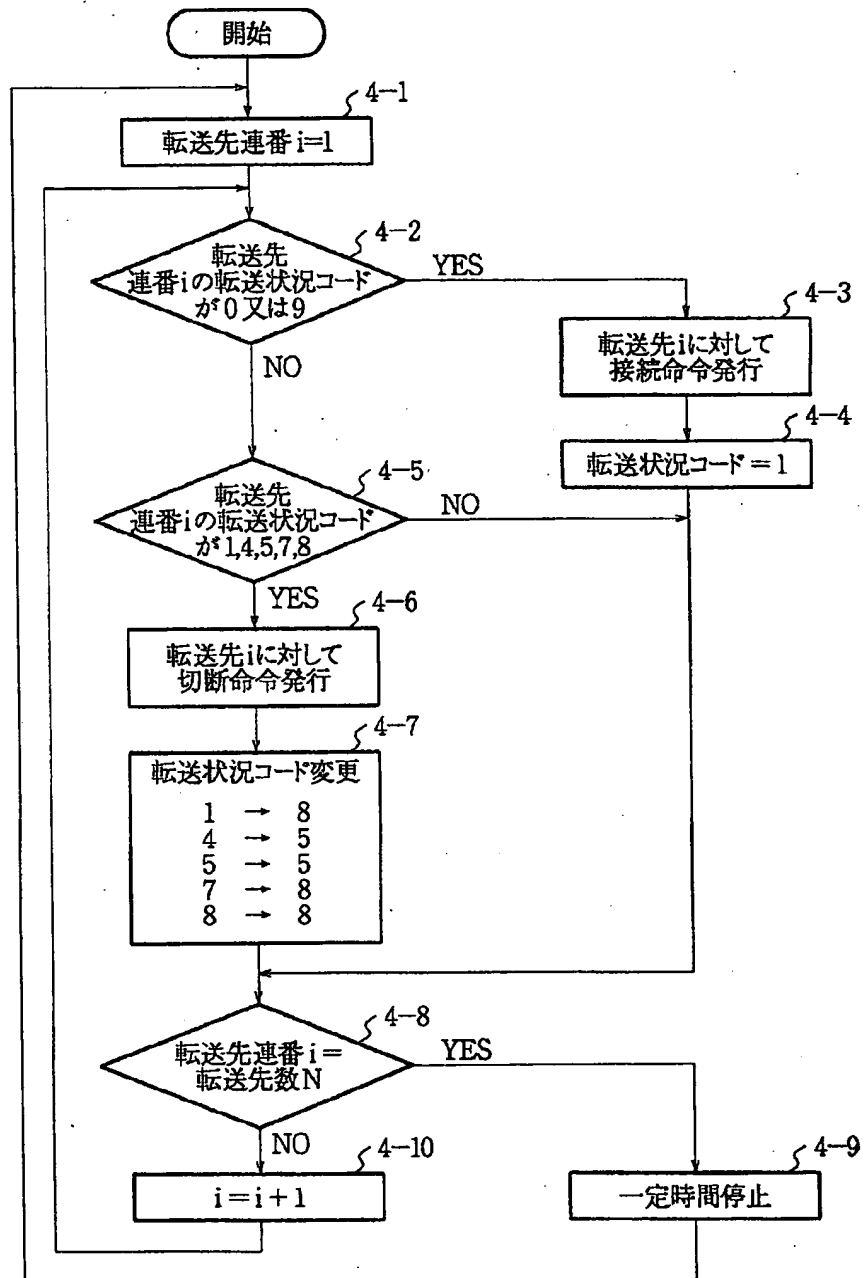 開始
4-1
転送先連番i=1
4-2
転送先
連番iの転送状況コード
が0又は9
YES
NO
4-3
転送先iに対して
接続命令発行
4-4
転送状況コード=1
4-5
転送先
連番iの転送状況コード
が1,4,5,7,8
NO
YES
4-6
転送先iに対して
切断命令発行
4-7
転送状況コード変更
1 → 8
4 → 5
5 → 5
7 → 8
8 → 8
4-8
転送先連番i=
転送先数N
YES
NO
4-10
i=i+1
4-9
一定時間停止